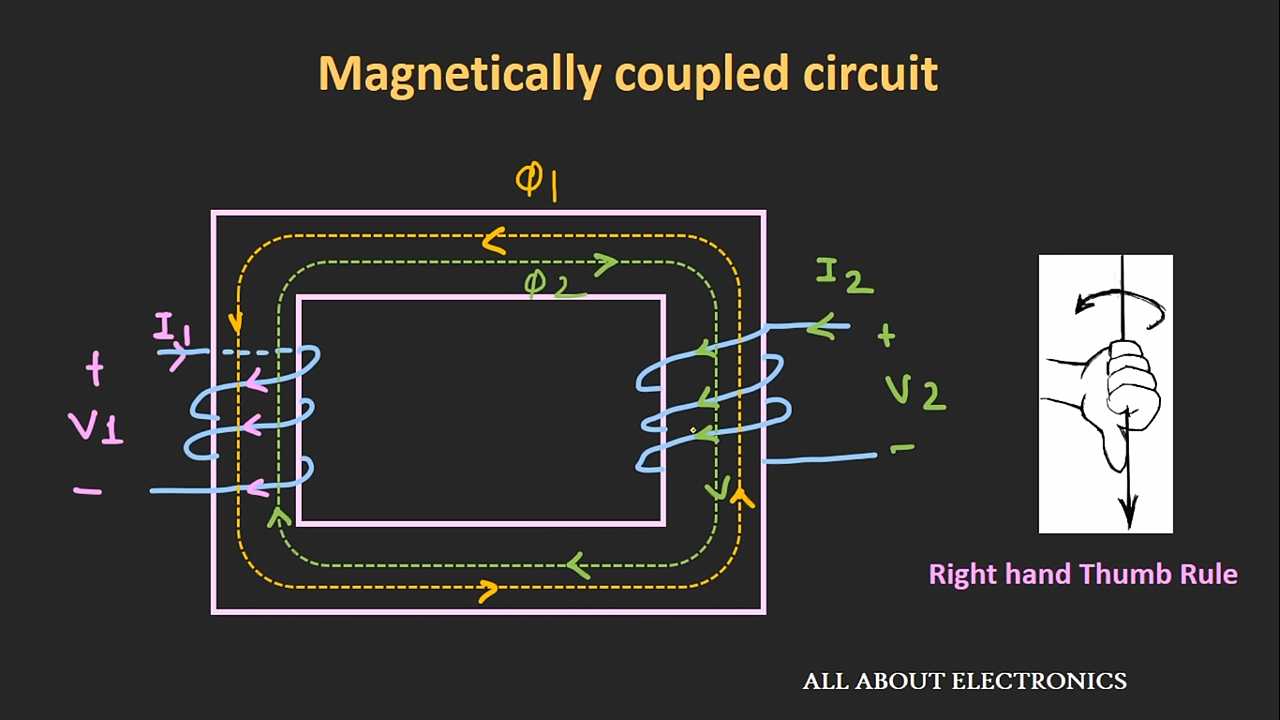 Magnetically coupled circuit
Φ1
Φ2
I1
+
V1
-
I2
+
V2
-
Right hand Thumb Rule
ALL ABOUT ELECTRONICS